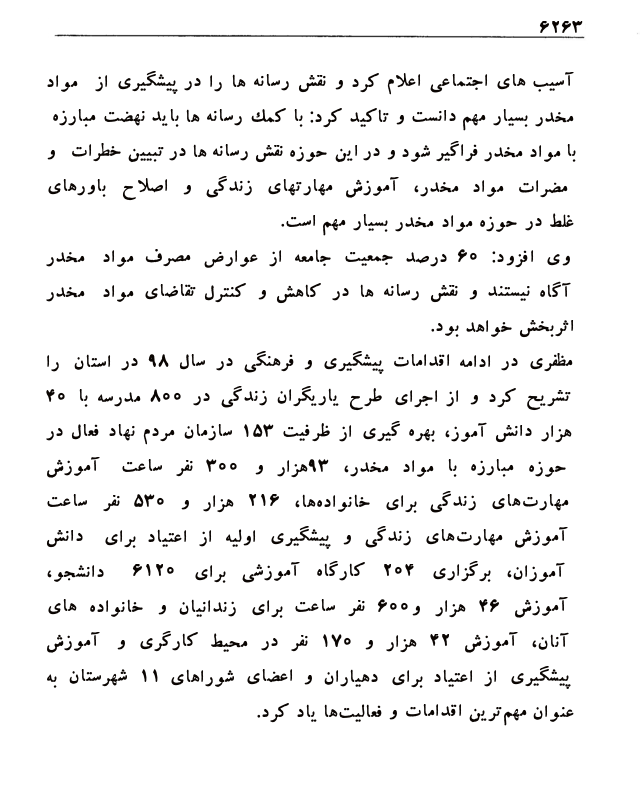 ۶۲۶۳
آسیب های اجتماعی اعلام کرد و نقش رسانه ها را در پیشگیری از مواد
مخدر بسیار مهم دانست و تاکید کرد: با کمك رسانه ها باید نهضت مبارزه
با مواد مخدر فراگیر شود و در این حوزه نقش رسانه ها در تبیین خطرات و
مضرات مواد مخدر، آموزش مهارتهای زندگی و اصلاح باورهای
غلط در حوزه مواد مخدر بسیار مهم است.
وی افزود: ۶۰ درصد جمعیت جامعه از عوارض مصرف مواد مخدر
آگاه نیستند و نقش رسانه ها در کاهش و کنترل تقاضای مواد مخدر
اثربخش خواهد بود.
مظفری در ادامه اقدامات پیشگیری و فرهنگی در سال ۹۸ در استان را
تشریح کرد و از اجرای طرح یاریگران زندگی در ۸۰۰ مدرسه با ۴۰
هزار دانش آموز، بهره گیری از ظرفیت ۱۵۳ سازمان مردم نهاد فعال در
حوزه مبارزه با مواد مخدر، ۹۳هزار و ۳۰۰ نفر ساعت آموزش
مهارت‌های زندگی برای خانواده‌ها، ۲۱۶ هزار و ۵۳۰ نفر ساعت
آموزش مهارت‌های زندگی و پیشگیری اولیه از اعتیاد برای دانش
آموزان، برگزاری ۲۰۴ کارگاه آموزشی برای ۶۱۲۰ دانشجو،
آموزش ۴۶ هزار و۶۰۰ نفر ساعت برای زندانیان و خانواده های
آنان، آموزش ۴۲ هزار و ۱۷۰ نفر در محیط کارگری و آموزش
پیشگیری از اعتیاد برای دهیاران و اعضای شوراهای ۱۱ شهرستان به
عنوان مهم‌ترین اقدامات و فعالیت‌ها یاد کرد.